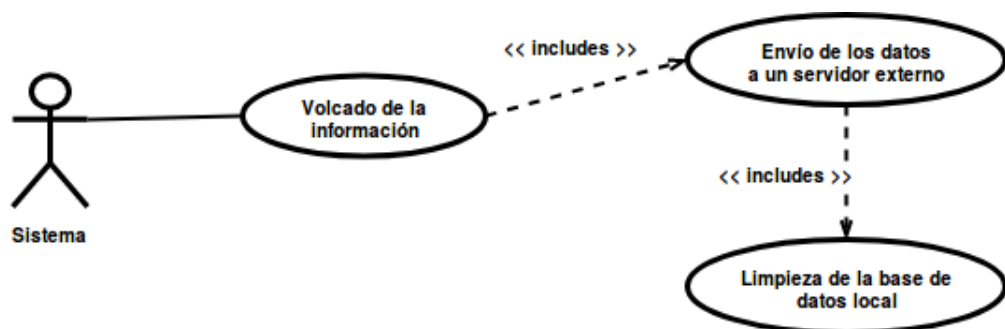 << includes >>
Envío de los datos
a un servidor externo
Volcado de la
información
<< includes >>
Sistema
Limpieza de la base de
datos local